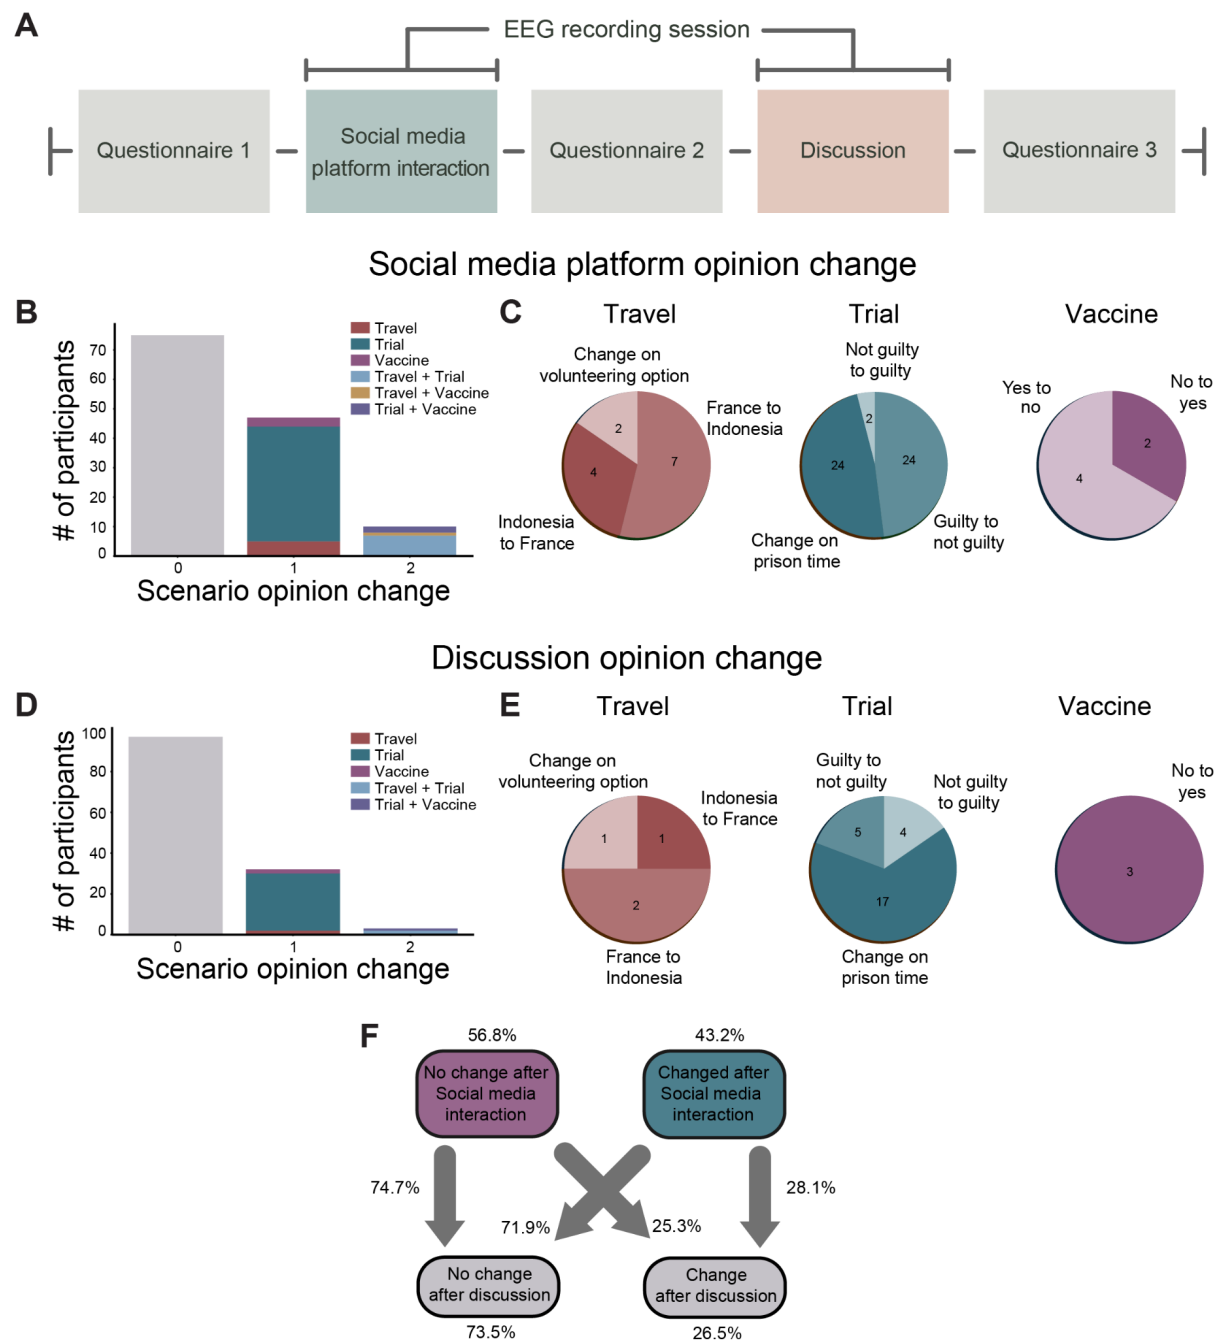 A
EEG recording session
Questionnaire 1
Social media
platform interaction
Questionnaire 2
Discussion
Questionnaire 3
Social media platform opinion change
B
# of participants
70
60
50
40
30
20
10
0
0
1
2
Scenario opinion change
Travel
Trial
Vaccine
Travel + Trial
Travel + Vaccine
Trial + Vaccine
C
Travel
Change on
volunteering option
France to
Indonesia
Indonesia
to France
2
4
7
Trial
Not guilty
to guilty
2
24
24
Guilty to
not guilty
Change on
prison time
Vaccine
Yes to
no
No to
yes
2
4
Discussion opinion change
D
# of participants
100
80
60
40
20
0
0
1
2
Scenario opinion change
Travel
Trial
Vaccine
Travel + Trial
Trial + Vaccine
E
Travel
Change on
volunteering option
Indonesia
to France
1
1
2
France to
Indonesia
Trial
Guilty to
not guilty
Not guilty
to guilty
5
4
17
Change on
prison time
Vaccine
No to
yes
3
F
56.8%
43.2%
No change after
Social media
interaction
Changed after
Social media
interaction
74.7%
71.9%
25.3%
28.1%
No change
after discussion
Change
after discussion
73.5%
26.5%